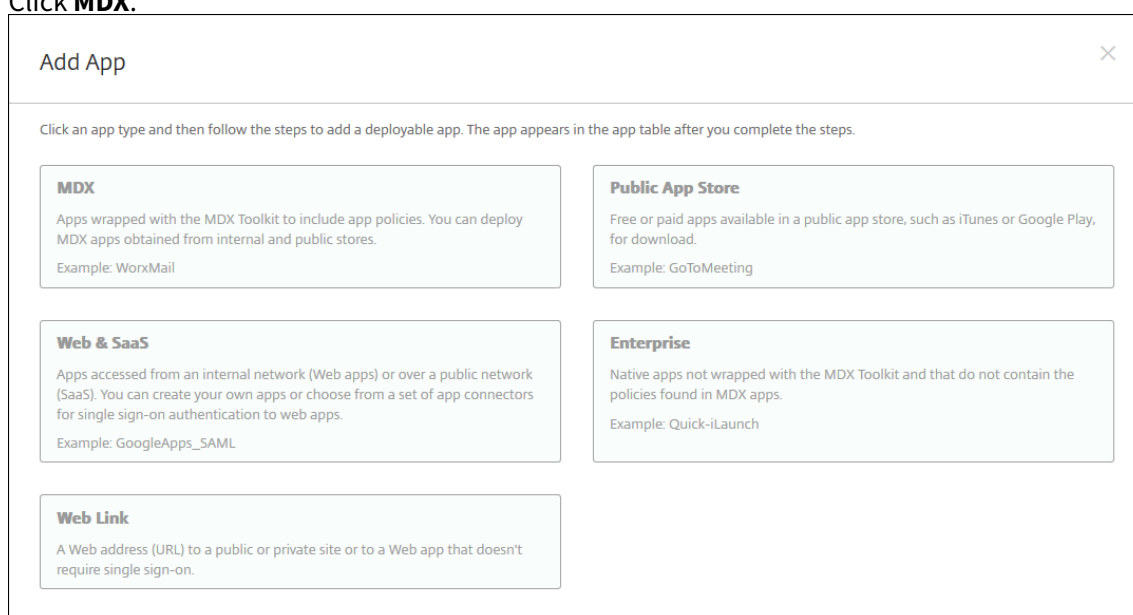 Click MDX.
Add App
Click an app type and then follow the steps to add a deployable app. The app appears in the app table after you complete the steps.
MDX
Apps wrapped with the MDX Toolkit to include app policies. You can deploy
MDX apps obtained from internal and public stores.
Example: WorxMail
Public App Store
Free or paid apps available in a public app store, such as iTunes or Google Play,
for download.
Example: GoToMeeting
Web & SaaS
Apps accessed from an internal network (Web apps) or over a public network
(SaaS). You can create your own apps or choose from a set of app connectors
for single sign-on authentication to web apps.
Example: GoogleApps_SAML
Enterprise
Native apps not wrapped with the MDX Toolkit and that do not contain the
policies found in MDX apps.
Example: Quick-iLaunch
Web Link
A Web address (URL) to a public or private site or to a Web app that doesn't
require single sign-on.